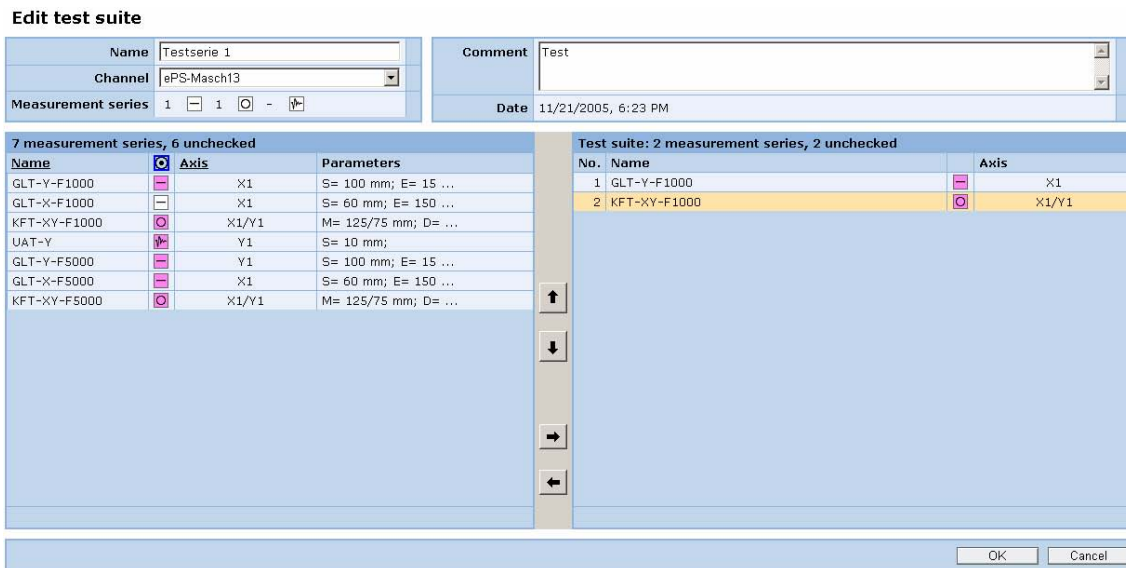 Edit test suite
Name Testserie 1
Channel ePS-Masch13
Measurement series 1 1 -
Comment Test
Date 11/21/2005, 6:23 PM
7 measurement series, 6 unchecked
Name Axis Parameters
GLT-Y-F1000 X1 S= 100 mm; E= 15 ...
GLT-X-F1000 X1 S= 60 mm; E= 150 ...
KFT-XY-F1000 X1/Y1 M= 125/75 mm; D= ...
UAT-Y Y1 S= 10 mm;
GLT-Y-F5000 Y1 S= 100 mm; E= 15 ...
GLT-X-F5000 X1 S= 60 mm; E= 150 ...
KFT-XY-F5000 X1/Y1 M= 125/75 mm; D= ...
Test suite: 2 measurement series, 2 unchecked
No. Name Axis
1 GLT-Y-F1000 X1
2 KFT-XY-F1000 X1/Y1
OK Cancel